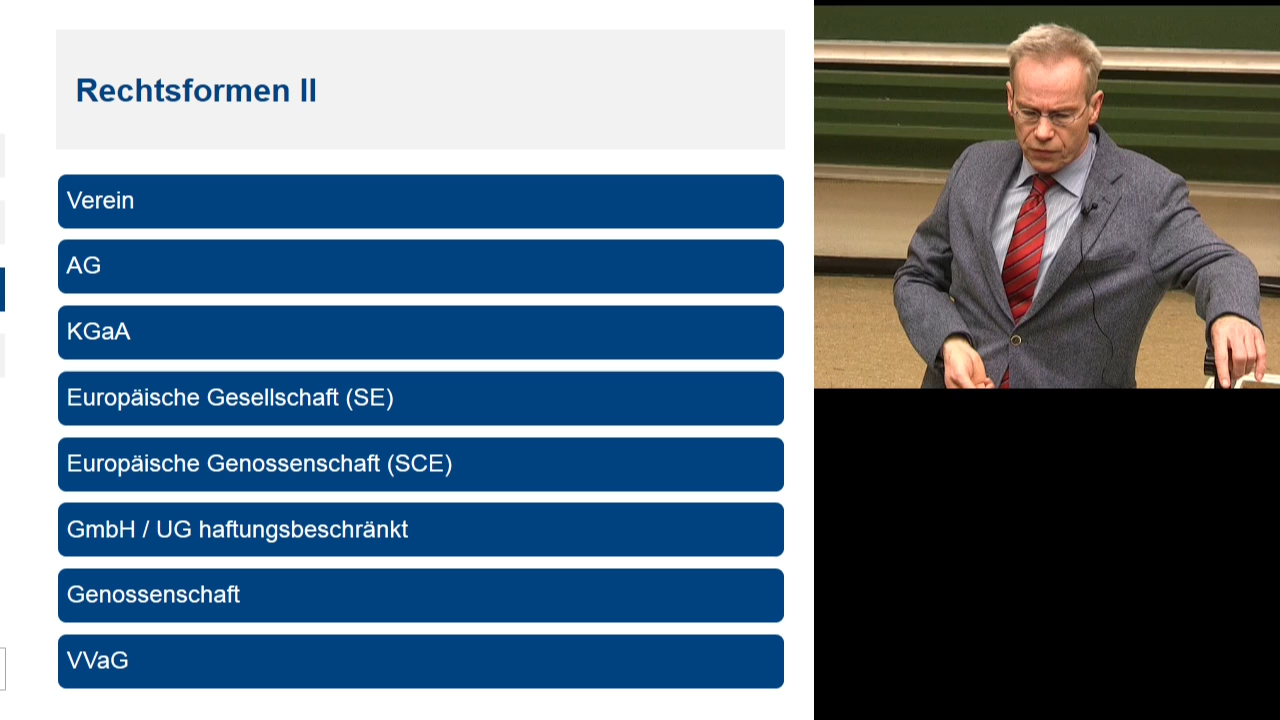 Rechtsformen II
Verein
AG
KGaA
Europäische Gesellschaft (SE)
Europäische Genossenschaft (SCE)
GmbH / UG haftungsbeschränkt
Genossenschaft
VVaG